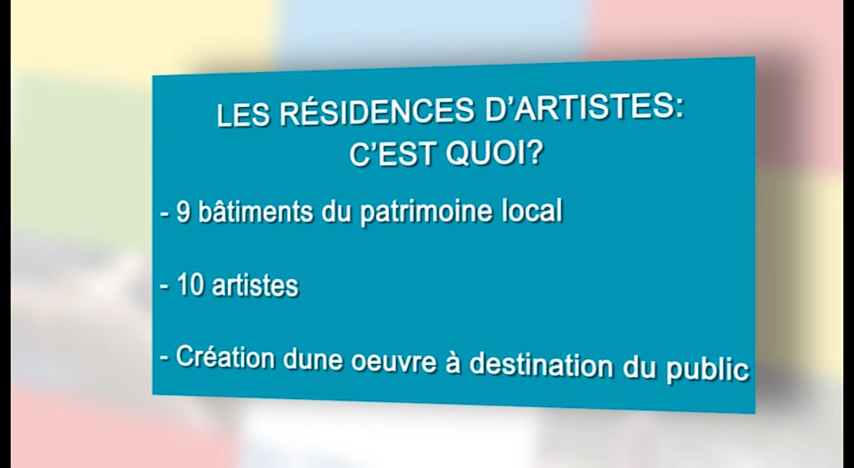 LES RÉSIDENCES D'ARTISTES:
C'EST QUOI?
- 9 bâtiments du patrimoine local
- 10 artistes
- Création dune oeuvre à destination du public